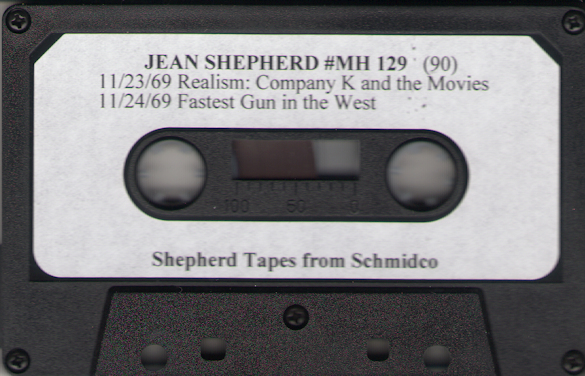 JEAN SHEPHERD #MH 129 (90)
11/23/69 Realism: Company K and the Movies
11/24/69 Fastest Gun in the West
100 50 0
Shepherd Tapes from Schmidco